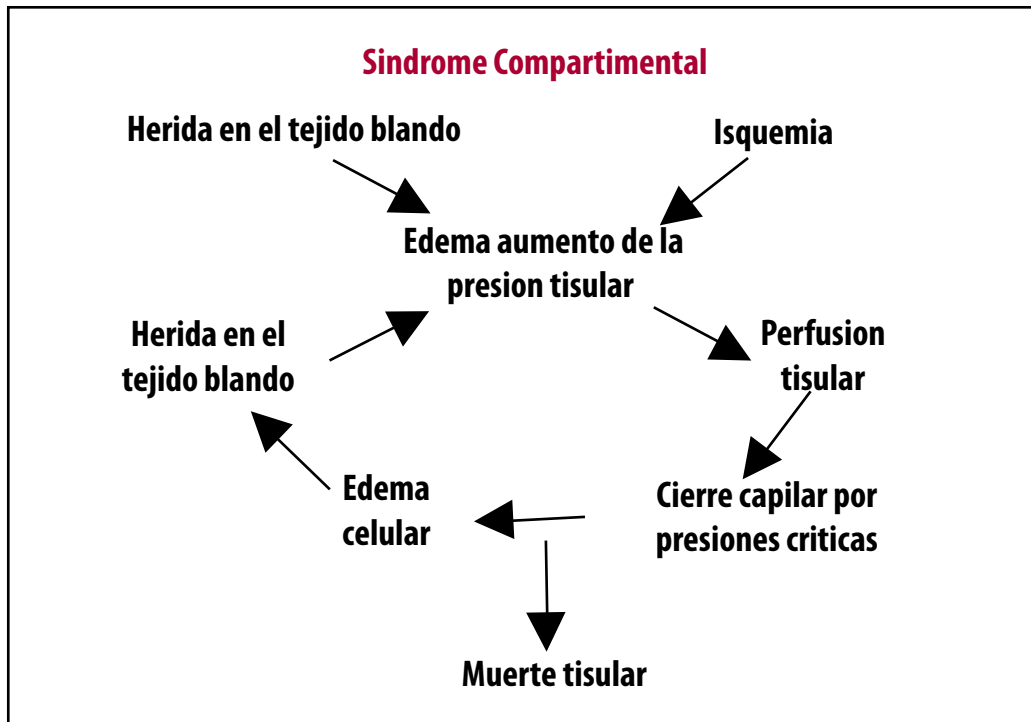 Sindrome Compartimental
Herida en el tejido blando
Isquemia
Edema aumento de la
presion tisular
Perfusion
tisular
Cierre capilar por
presiones criticas
Edema
celular
Herida en el
tejido blando
Muerte tisular